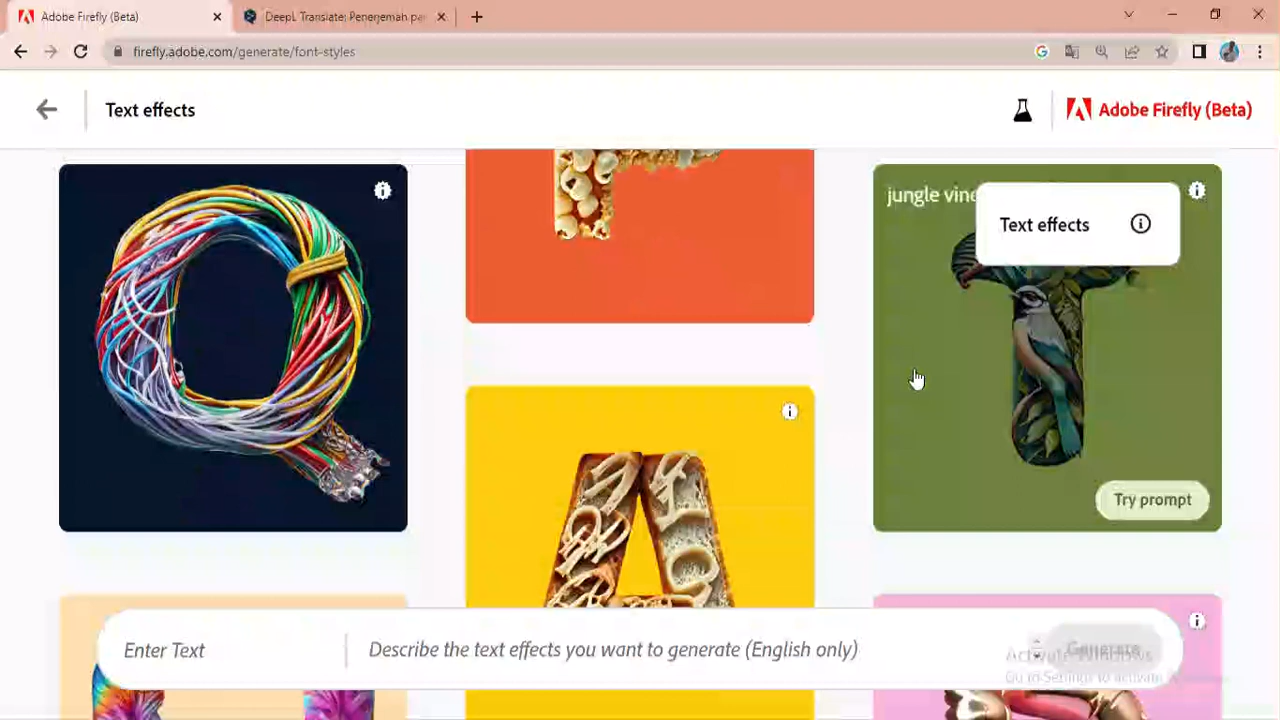 Adobe Firefly (Beta)
DeepL Translate: Penerjemah pa
firefly.adobe.com/generate/font-styles
Text effects
Adobe Firefly (Beta)
jungle vine
Text effects
Try prompt
Enter Text
Describe the text effects you want to generate (English only)
Generate
Activate Windows
Go to Settings to activate